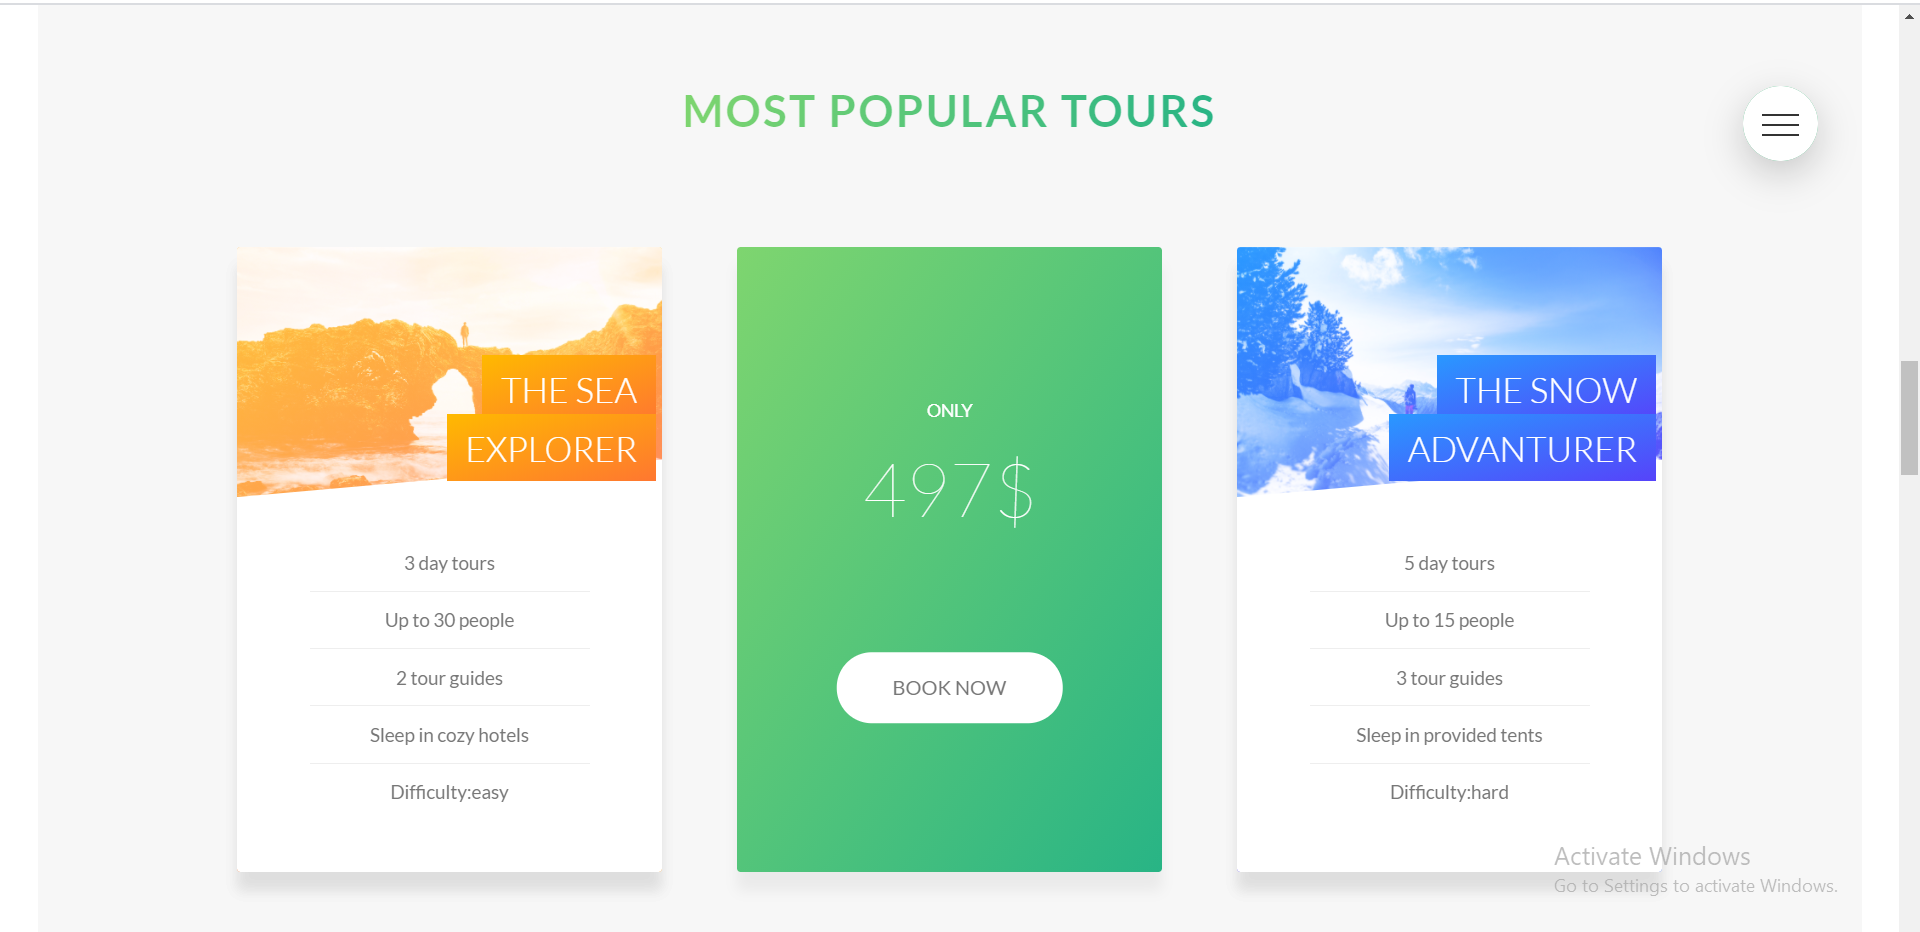 MOST POPULAR TOURS
THE SEA
EXPLORER
3 day tours
Up to 30 people
2 tour guides
Sleep in cozy hotels
Difficulty:easy
ONLY
497$
BOOK NOW
THE SNOW
ADVANTURER
5 day tours
Up to 15 people
3 tour guides
Sleep in provided tents
Difficulty:hard
Activate Windows
Go to Settings to activate Windows.